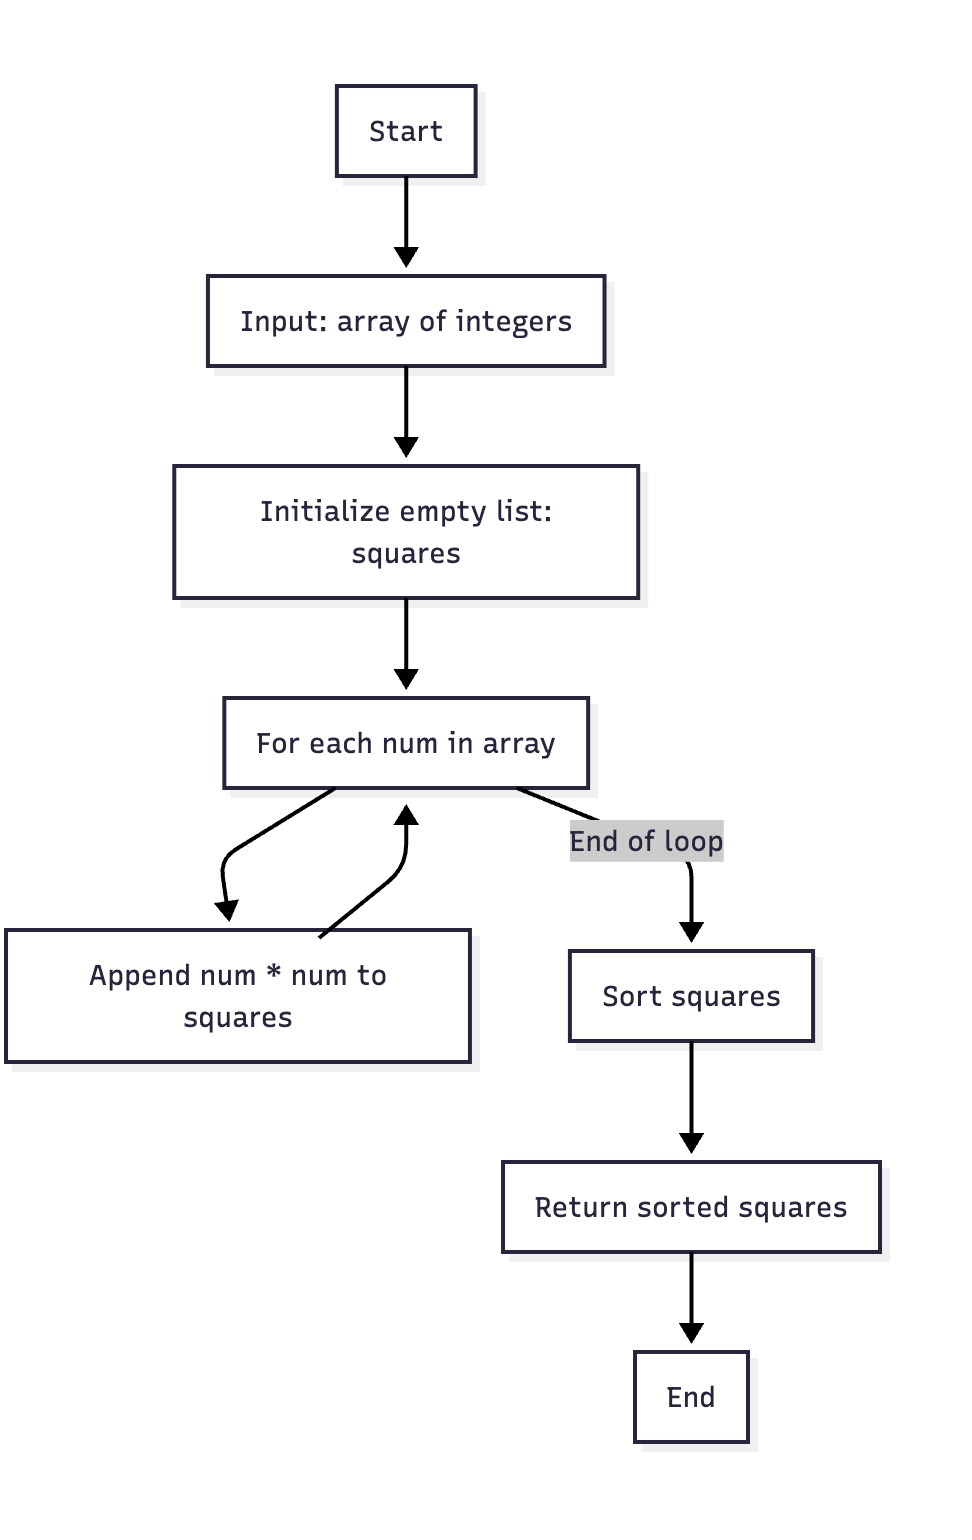 Start
Input: array of integers
Initialize empty list:
squares
For each num in array
End of loop
Append num * num to
squares
Sort squares
Return sorted squares
End